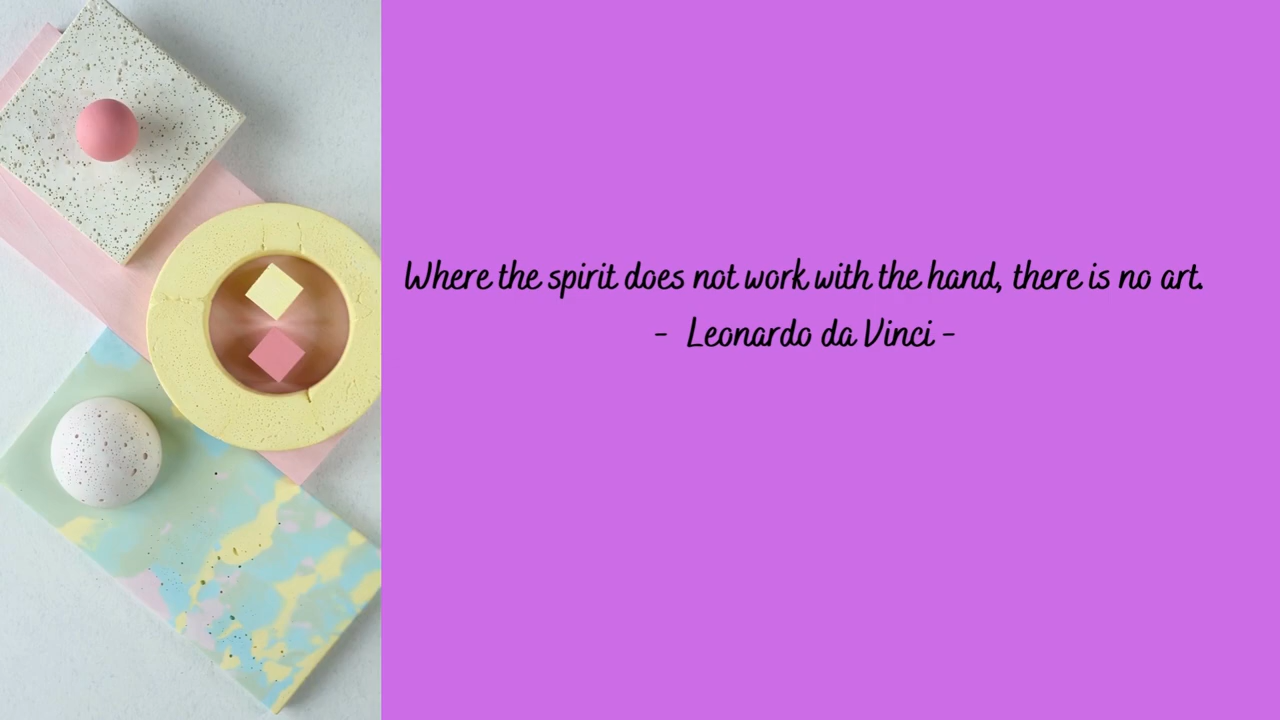 Where the spirit does not work with the hand, there is no art.
- Leonardo da Vinci -